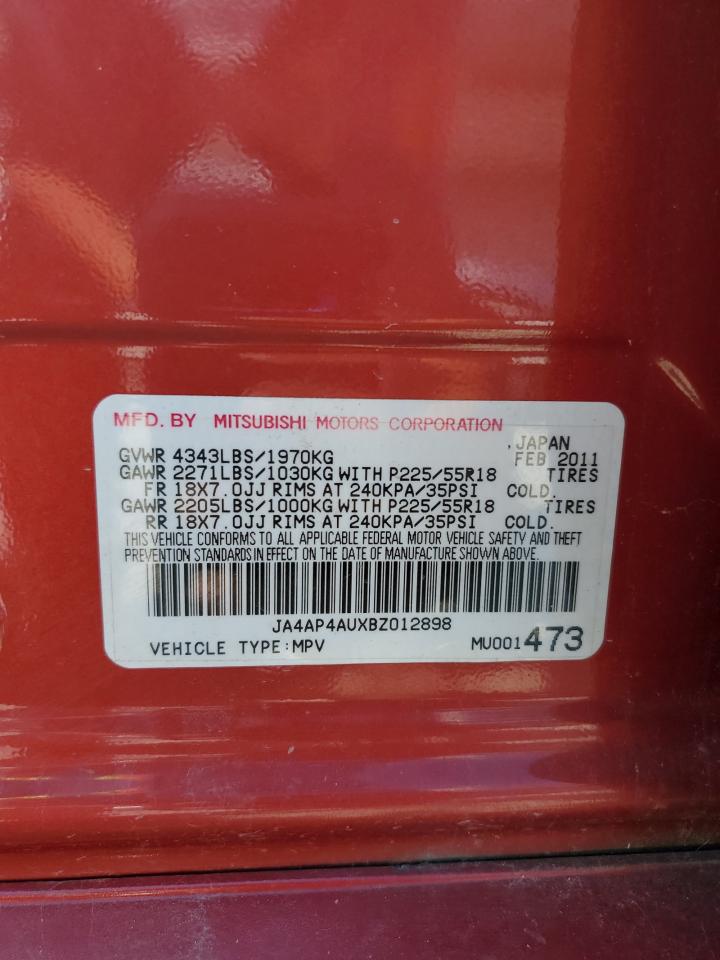 MFD. BY MITSUBISHI MOTORS CORPORATION
JAPAN
GVWR 4343LBS/1970KG FEB 2011
GAWR 2271LBS/1030KG WITH P225/55R18 TIRES
FR 18X7.0JJ RIMS AT 240KPA/35PSI COLD.
GAWR 2205LBS/1000KG WITH P225/55R18 TIRES
RR 18X7.0JJ RIMS AT 240KPA/35PSI COLD.
THIS VEHICLE CONFORMS TO ALL APPLICABLE FEDERAL MOTOR VEHICLE SAFETY AND THEFT
PREVENTION STANDARDS IN EFFECT ON THE DATE OF MANUFACTURE SHOWN ABOVE.
JA4AP4AUXBZ012898
VEHICLE TYPE:MPV MU001473